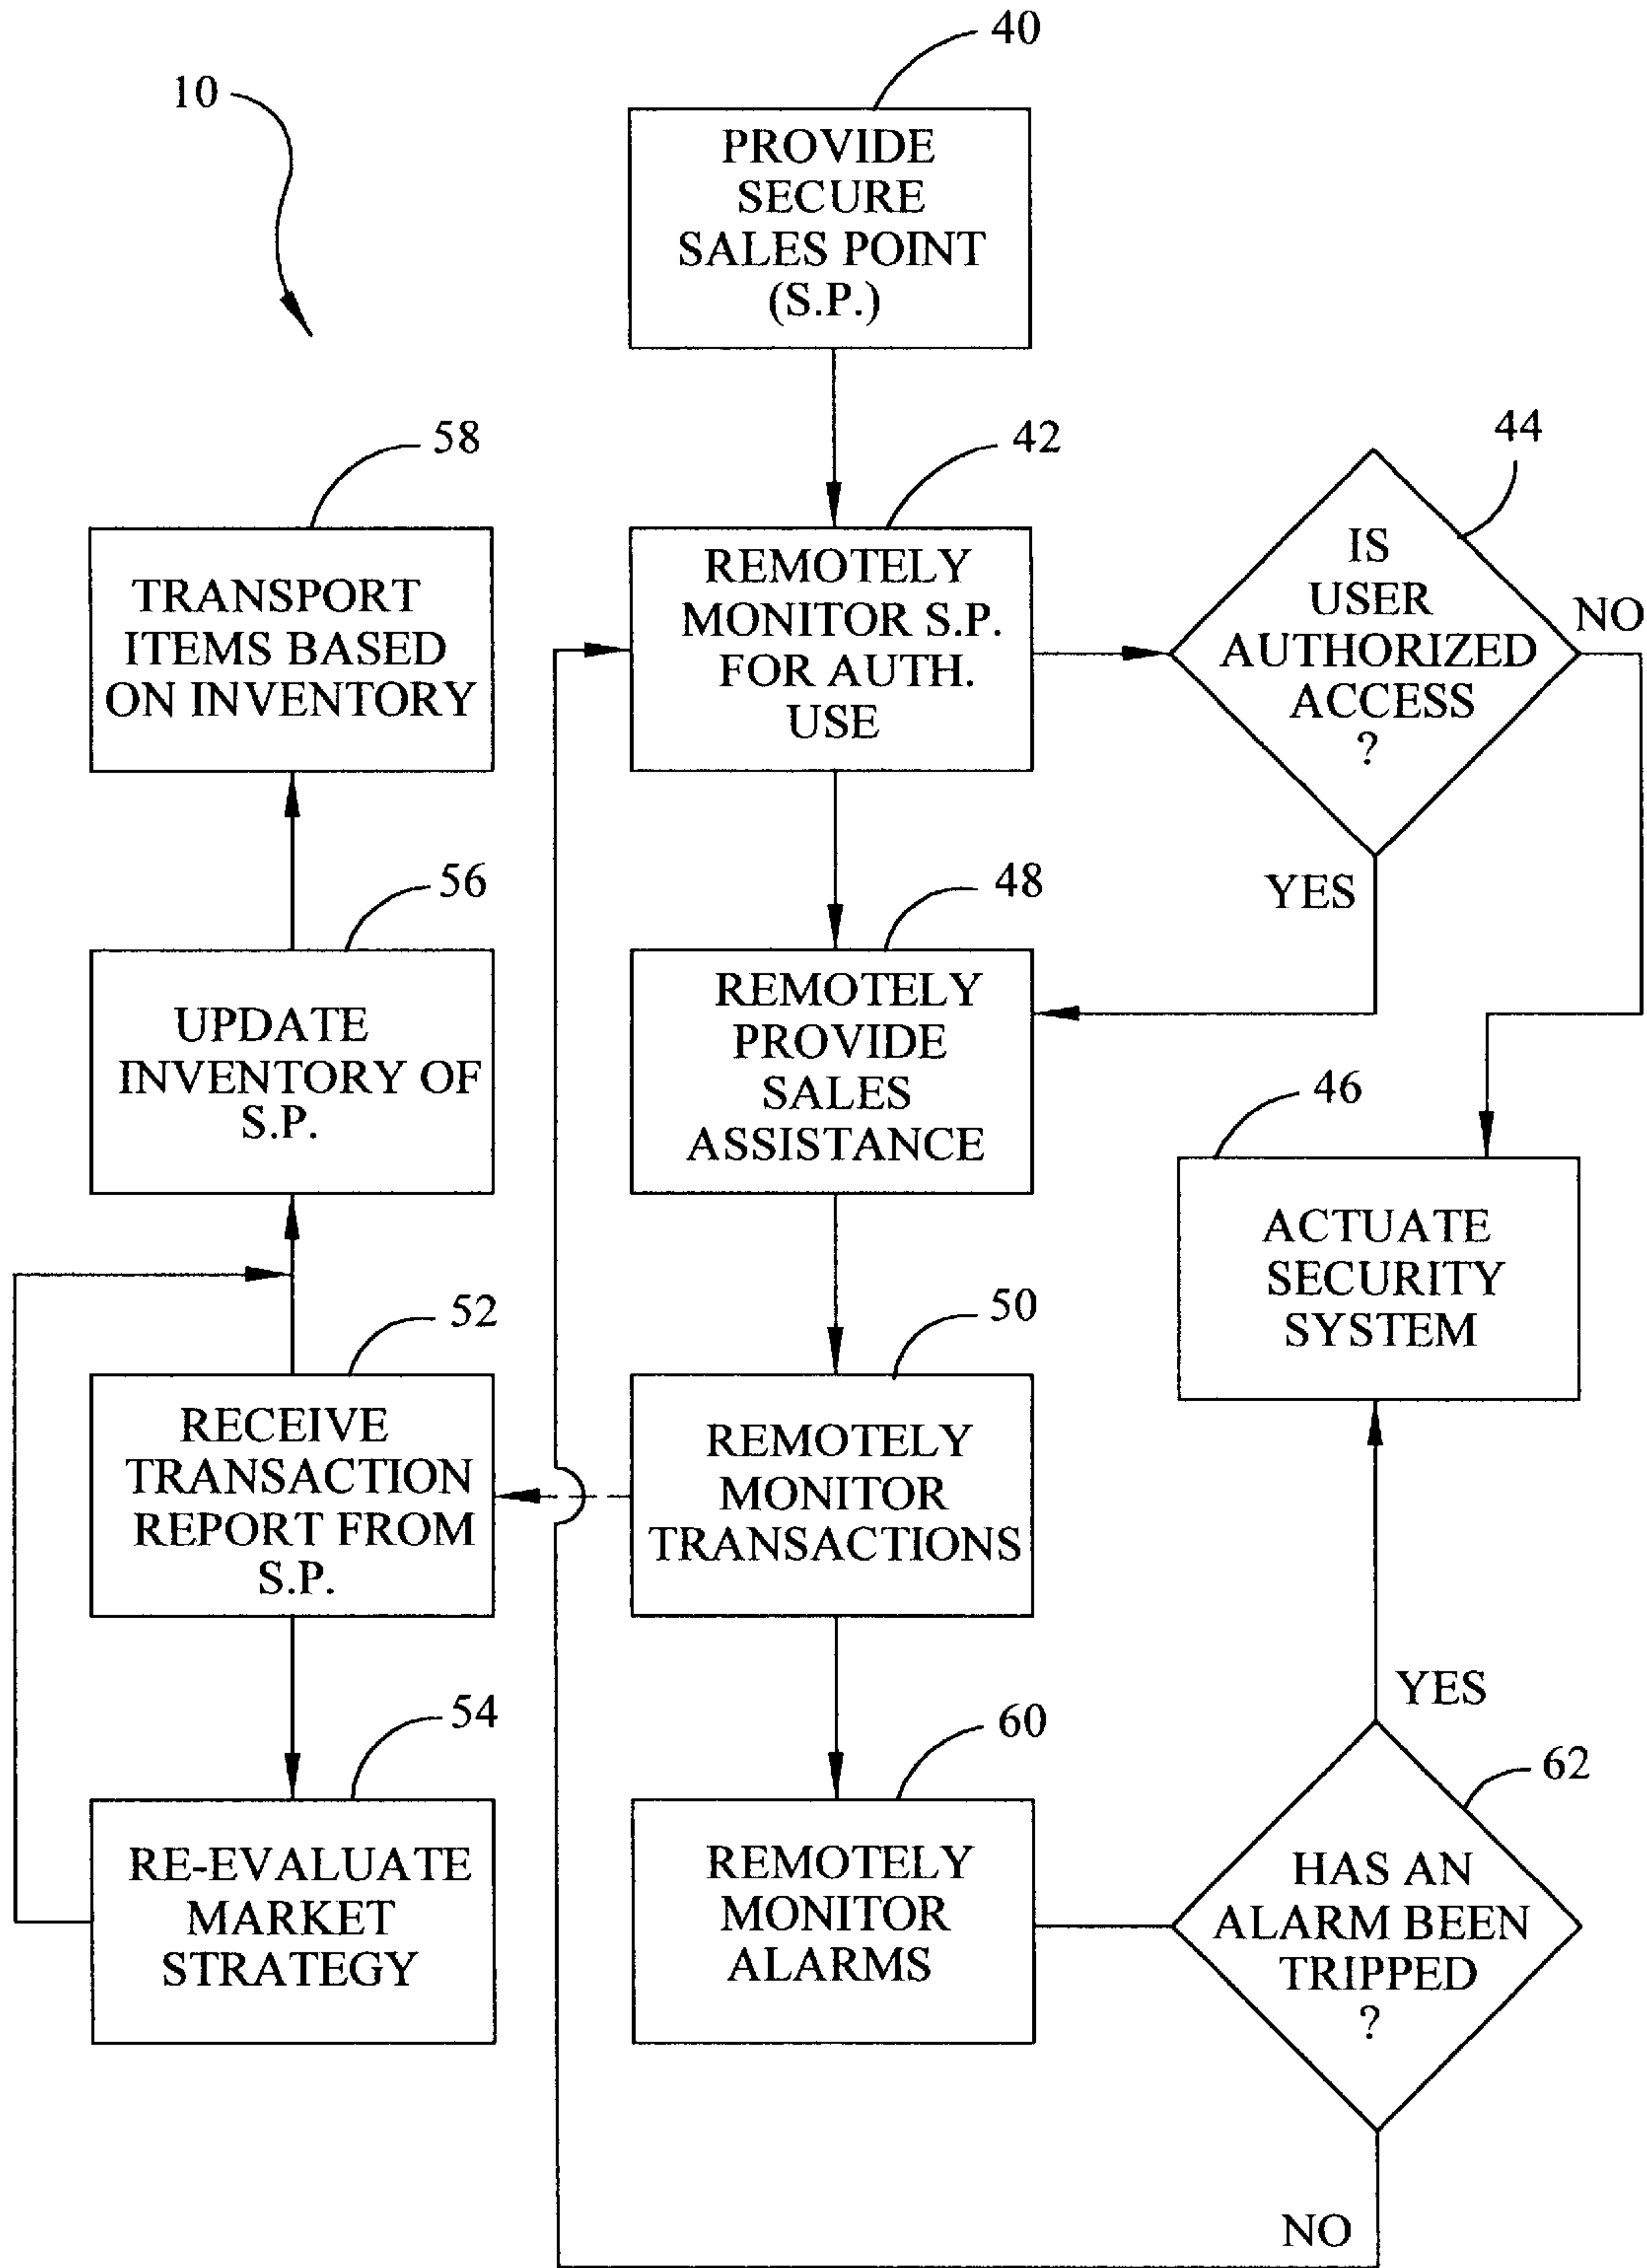 40
10
PROVIDE
SECURE
SALES POINT
(S.P.)
58
42
44
TRANSPORT
ITEMS BASED
ON INVENTORY
REMOTELY
MONITOR S.P.
FOR AUTH.
USE
IS
USER
AUTHORIZED
ACCESS
?
NO
YES
56
48
UPDATE
INVENTORY OF
S.P.
REMOTELY
PROVIDE
SALES
ASSISTANCE
46
ACTUATE
SECURITY
SYSTEM
52
50
RECEIVE
TRANSACTION
REPORT FROM
S.P.
REMOTELY
MONITOR
TRANSACTIONS
YES
54
60
62
RE-EVALUATE
MARKET
STRATEGY
REMOTELY
MONITOR
ALARMS
HAS AN
ALARM BEEN
TRIPPED
?
NO